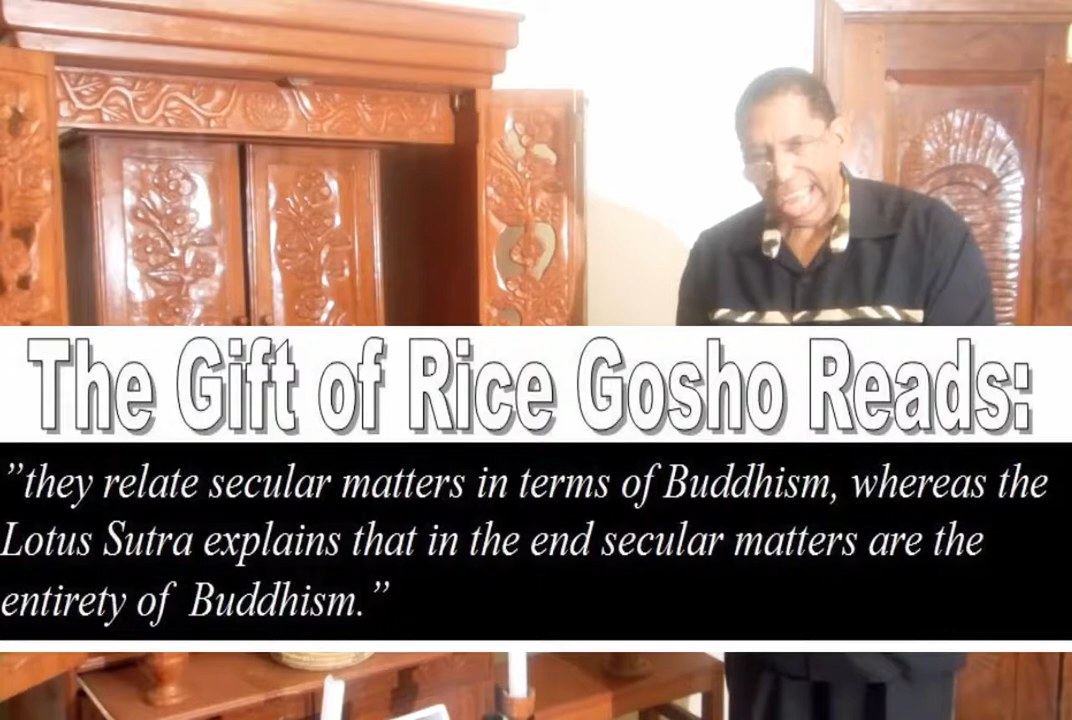 The Gift of Rice Gosho Reads:
”they relate secular matters in terms of Buddhism, whereas the
Lotus Sutra explains that in the end secular matters are the
entirety of Buddhism.”